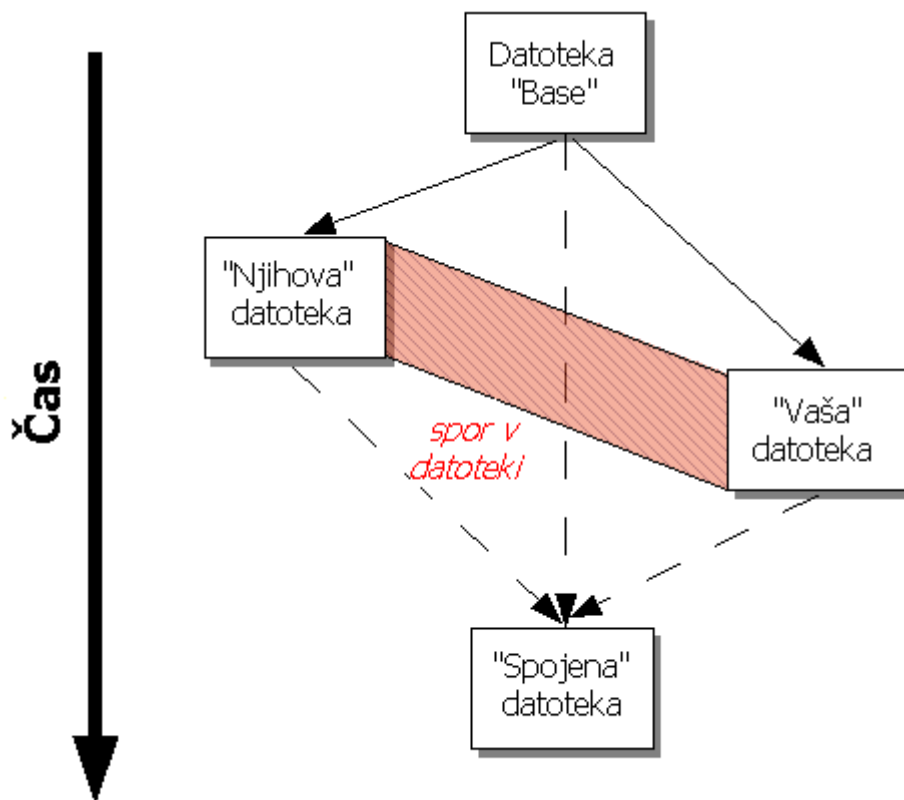 Datoteka
"Base"
"Njihova"
datoteka
Čas
"Vaša"
datoteka
spor v
datoteki
"Spojena"
datoteka